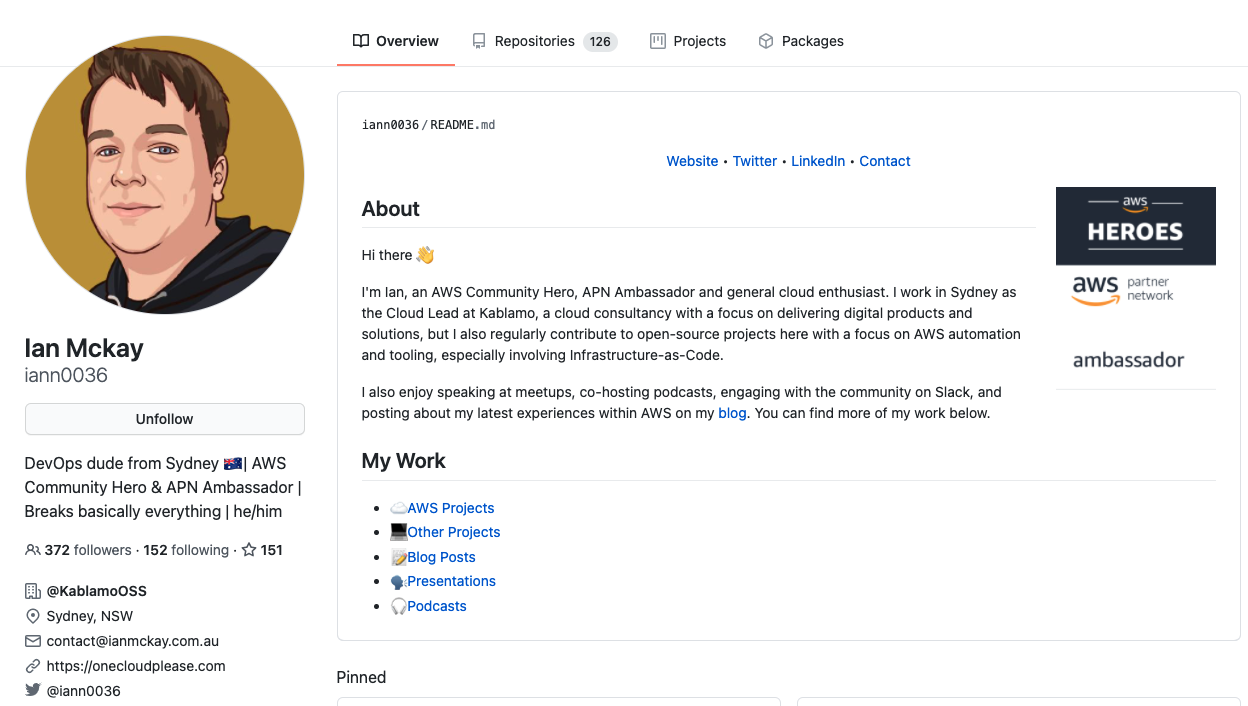 Overview
Repositories 126
Projects
Packages
iann0036/README.md
Website • Twitter • LinkedIn • Contact
About
Hi there 👋
I'm Ian, an AWS Community Hero, APN Ambassador and general cloud enthusiast. I work in Sydney as
the Cloud Lead at Kablamo, a cloud consultancy with a focus on delivering digital products and
solutions, but I also regularly contribute to open-source projects here with a focus on AWS automation
and tooling, especially involving Infrastructure-as-Code.
I also enjoy speaking at meetups, co-hosting podcasts, engaging with the community on Slack, and
posting about my latest experiences within AWS on my blog. You can find more of my work below.
aws
HEROES
aws partner
network
ambassador
My Work
• ☁️AWS Projects
• 💻Other Projects
• 📝Blog Posts
• 🗣️Presentations
• 🎧Podcasts
Pinned
Ian Mckay
iann0036
Unfollow
DevOps dude from Sydney 🇦🇺| AWS
Community Hero & APN Ambassador |
Breaks basically everything | he/him
372 followers · 152 following · 151
@KablamoOSS
Sydney, NSW
contact@ianmckay.com.au
https://onecloudplease.com
@iann0036